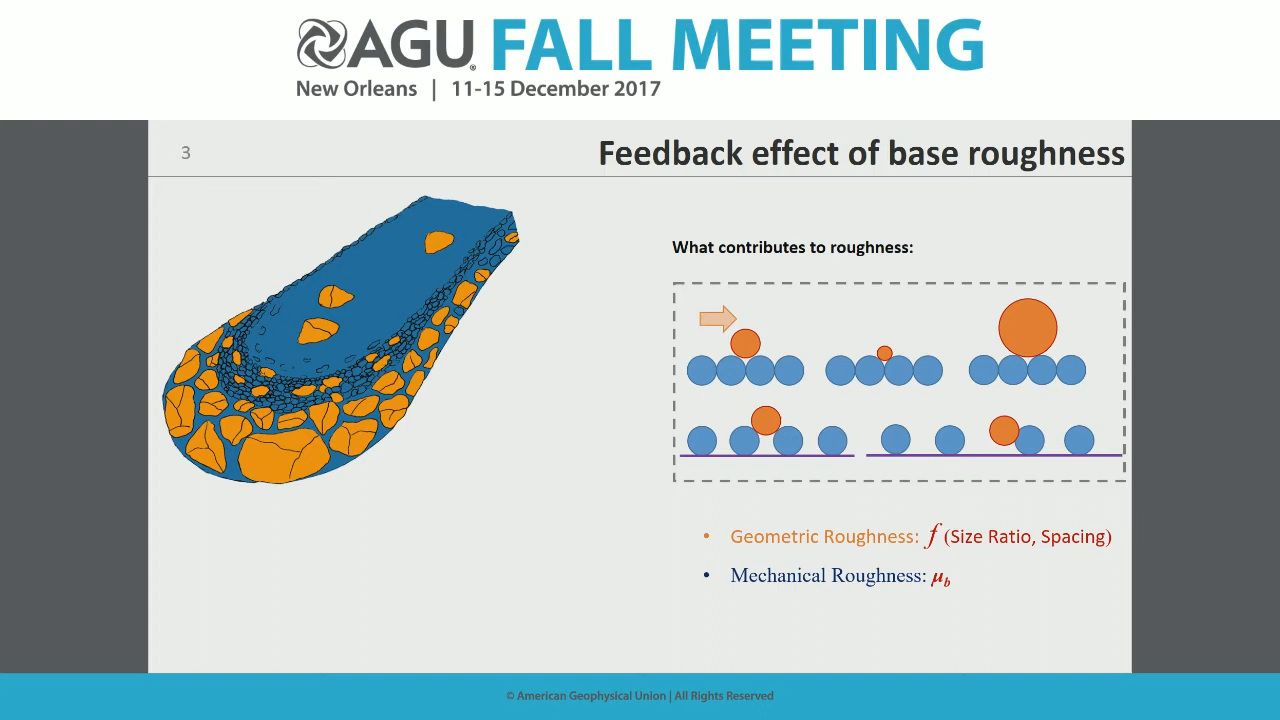 AGU FALL MEETING
New Orleans | 11-15 December 2017
3
Feedback effect of base roughness
What contributes to roughness:
• Geometric Roughness: f (Size Ratio, Spacing)
• Mechanical Roughness: μb
© American Geophysical Union | All Rights Reserved